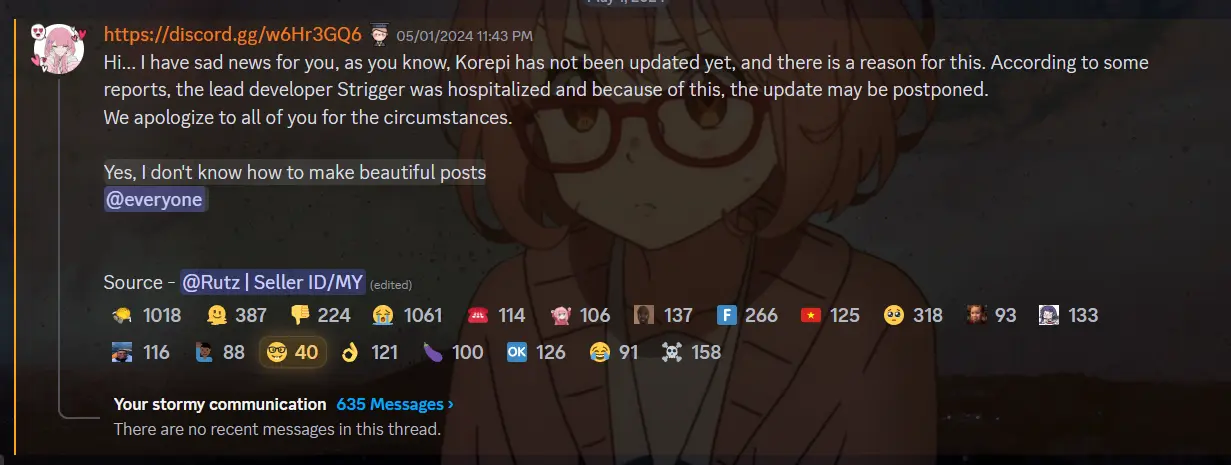 May 1, 2024
https://discord.gg/w6Hr3GQ6 05/01/2024 11:43 PM
Hi... I have sad news for you, as you know, Korepi has not been updated yet, and there is a reason for this. According to some
reports, the lead developer Strigger was hospitalized and because of this, the update may be postponed.
We apologize to all of you for the circumstances.
Yes, I don't know how to make beautiful posts
@everyone
Source - @Rutz | Seller ID/MY (edited)
1018 387 224 1061 114 106 137 F 266 125 318 93 133
116 88 40 121 100 OK 126 91 158
Your stormy communication 635 Messages ›
There are no recent messages in this thread.